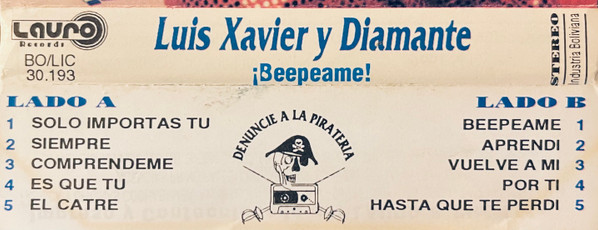 Lauro
Records
BO/LIC
30.193
Luis Xavier y Diamante
¡Beepeame!
STEREO
Industria Boliviana
LADO A
1 SOLO IMPORTAS TU
2 SIEMPRE
3 COMPRENDEME
4 ES QUE TU
5 EL CATRE
DENUNCIE A LA PIRATERIA
LADO B
BEEPEAME 1
APRENDI 2
VUELVE A MI 3
POR TI 4
HASTA QUE TE PERDI 5